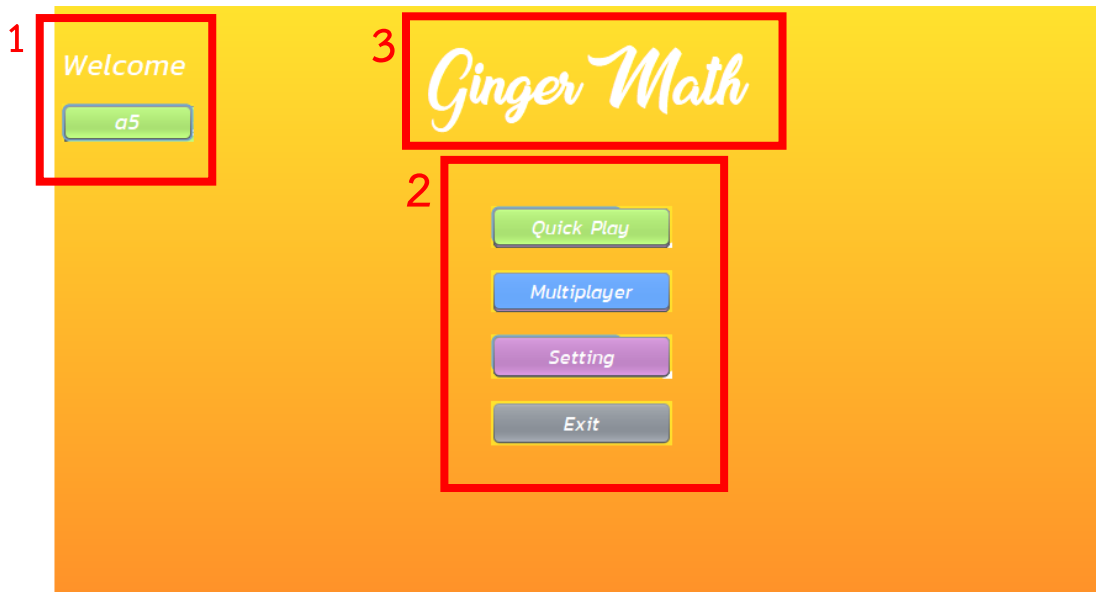 1
Welcome
a5
3
Ginger Math
2
Quick Play
Multiplayer
Setting
Exit